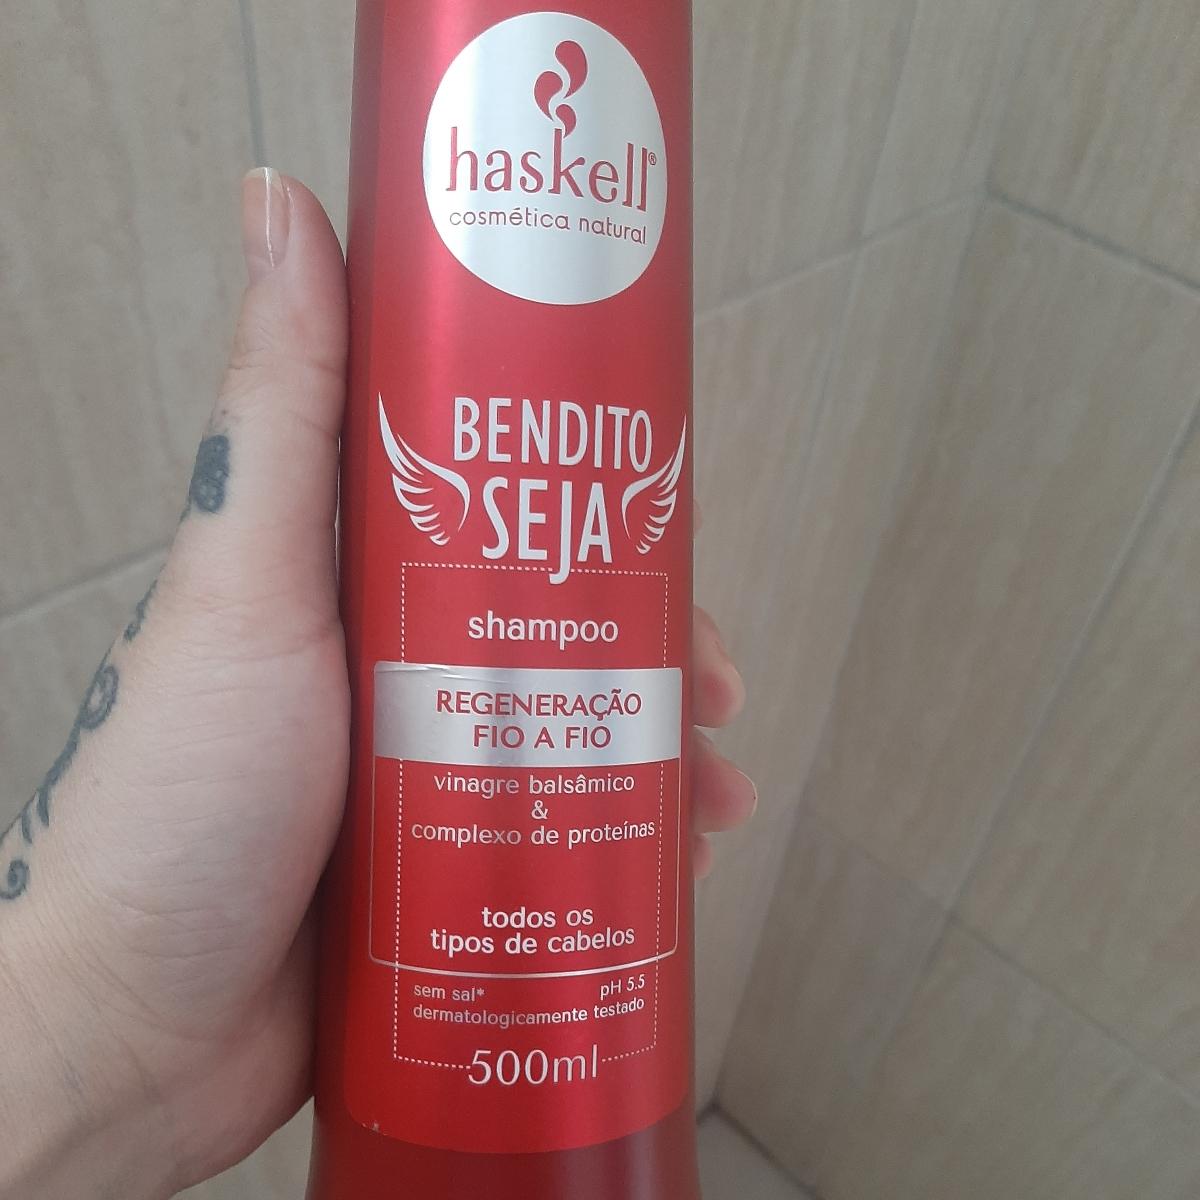 haskell®
cosmética natural
BENDITO
SEJA
shampoo
REGENERAÇÃO
FIO A FIO
vinagre balsâmico
&
complexo de proteínas
todos os
tipos de cabelos
sem sal* pH 5.5
dermatologicamente testado
500ml